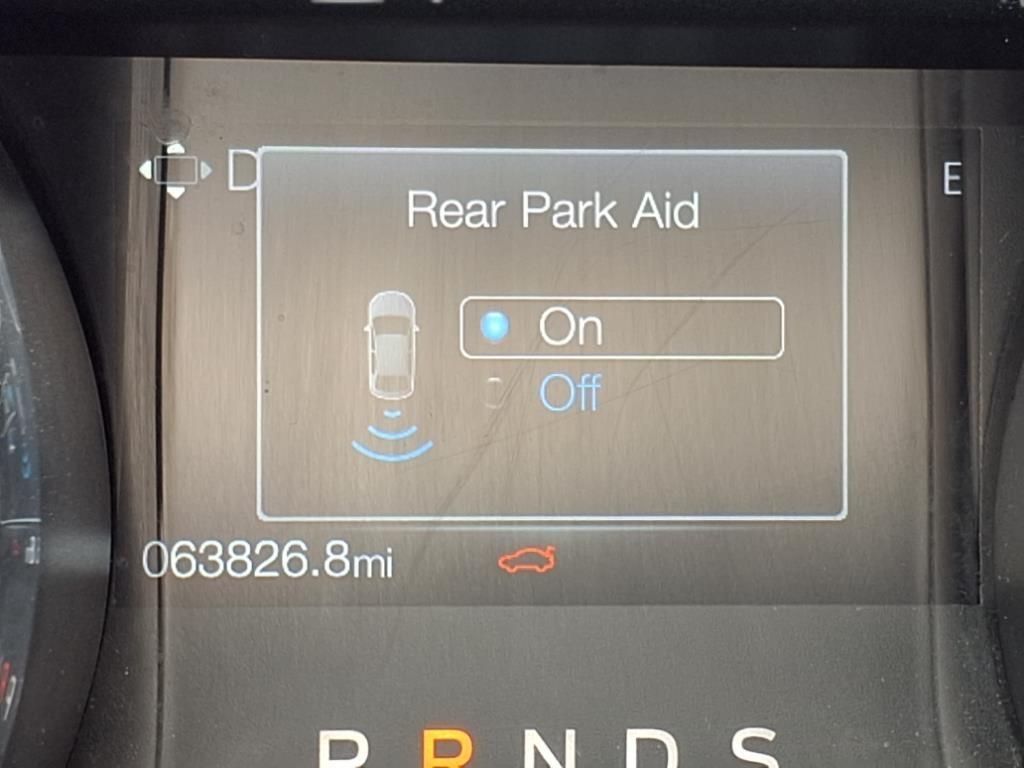 D
E
Rear Park Aid
On
Off
063826.8mi
P R N D S